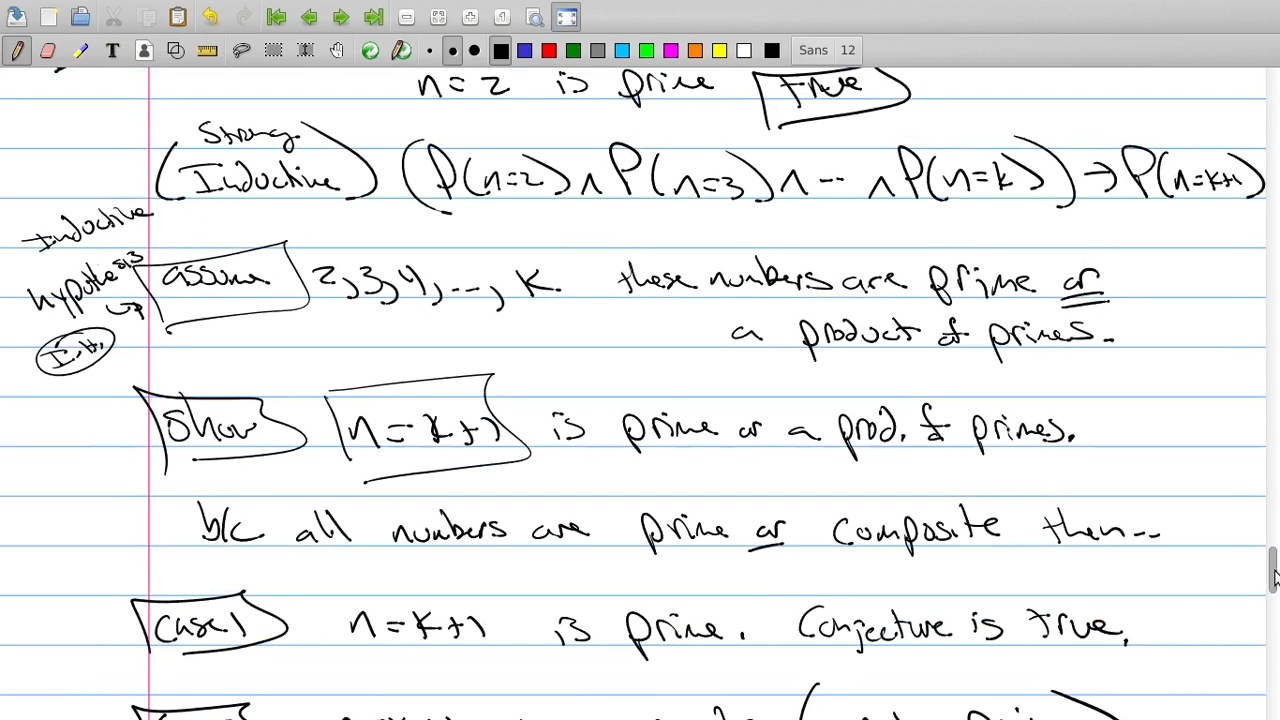 Sans 12
n=2 is prime true
(Strong Inductive) (P(n=2) ∧ P(n=3) ∧ ... ∧ P(n=k)) → P(n=k+1)
Inductive hypothesis →
I.H.
assume 2,3,4,..., k. these numbers are prime or
a product of primes.
show n=k+1 is prime or a prod. of primes.
b/c all numbers are prime or composite then...
case 1 n=k+1 is prime. Conjecture is true.